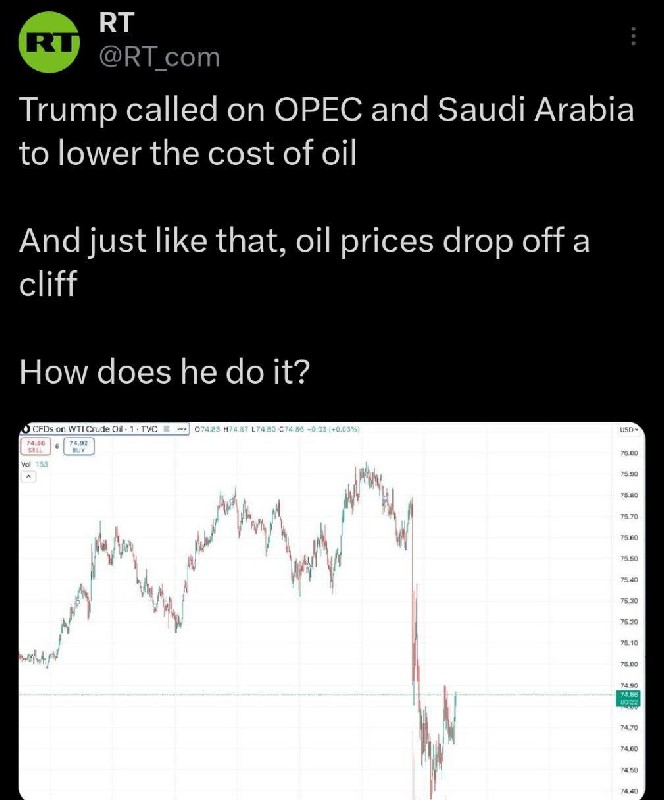 RT
RT
@RT_com
Trump called on OPEC and Saudi Arabia
to lower the cost of oil
And just like that, oil prices drop off a
cliff
How does he do it?
CFDs on WTI Crude Oil · 1 · TVC
O74.83 H74.87 L74.80 C74.86 +0.03 (+0.03%)
USD
74.86 SELL
6
74.92 BUY
Vol 153
76.00
75.90
75.80
75.70
75.60
75.50
75.40
75.30
75.20
75.10
75.00
74.90
74.86
00:22
74.70
74.60
74.50
74.40